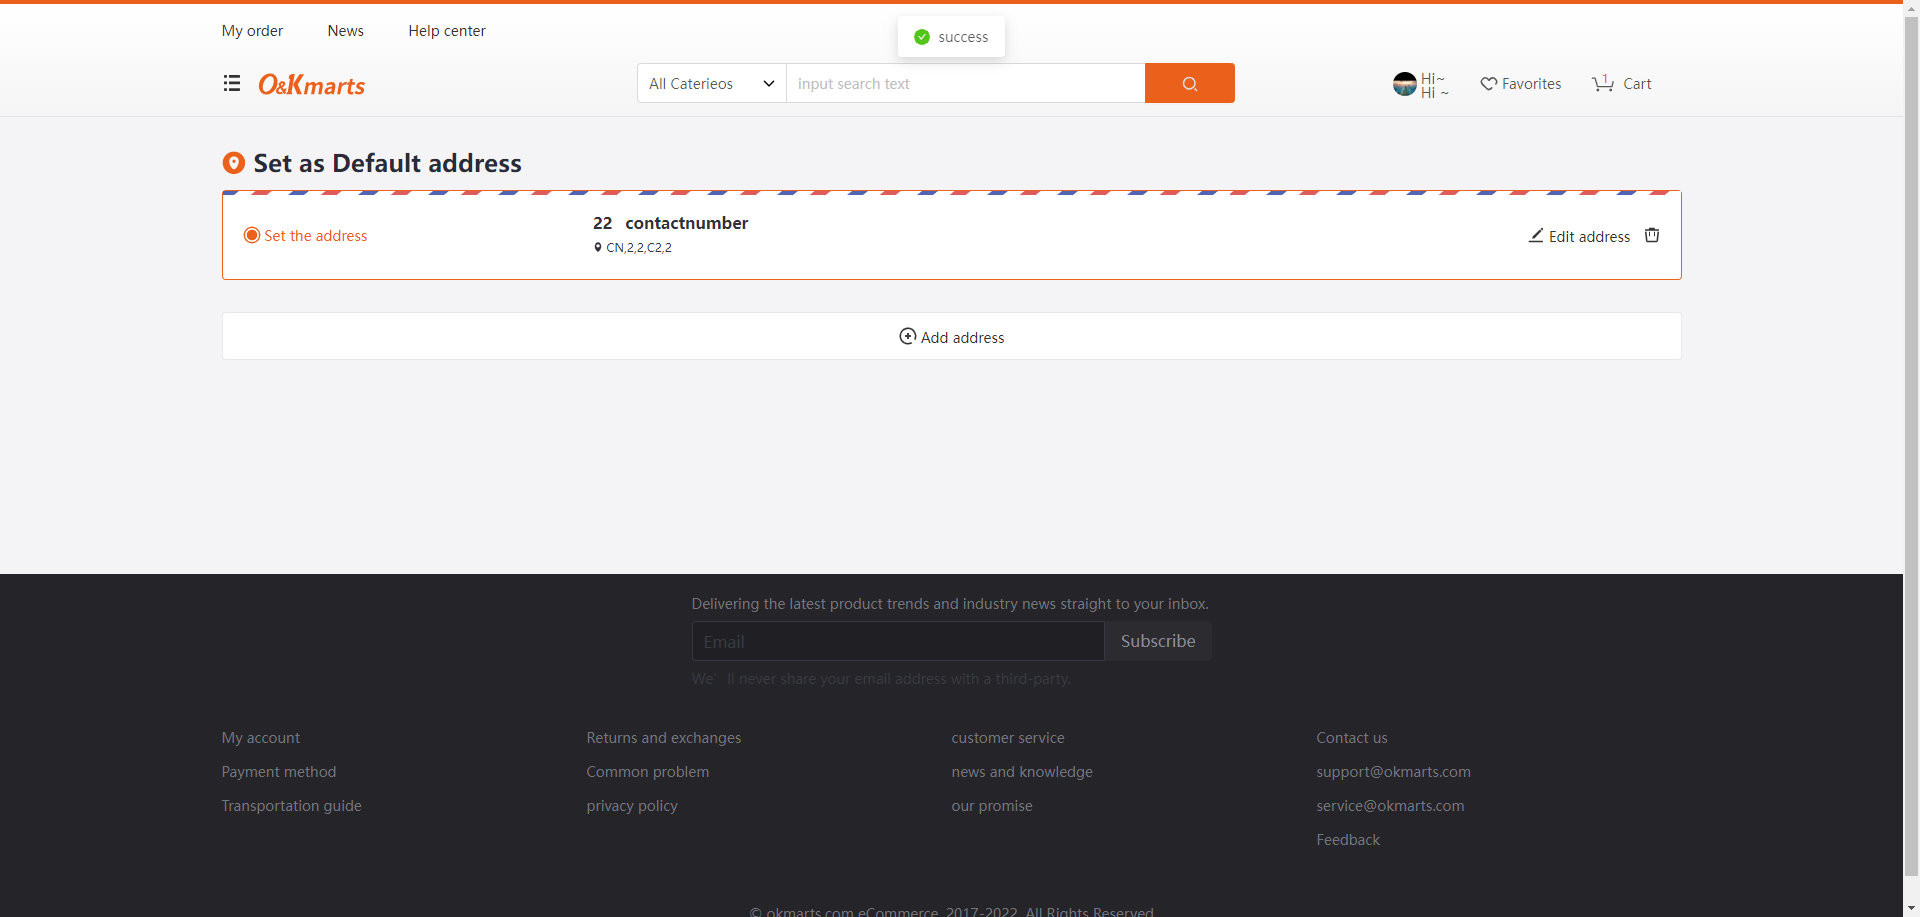 My order News Help center
success
O&Kmarts All Caterieos input search text Hi~ Favorites 1 Cart
Hi ~
Set as Default address
Set the address 22 contactnumber Edit address
CN,2,2,C2,2
Add address
Delivering the latest product trends and industry news straight to your inbox.
Email Subscribe
We' ll never share your email address with a third-party.
My account Returns and exchanges customer service Contact us
Payment method Common problem news and knowledge support@okmarts.com
Transportation guide privacy policy our promise service@okmarts.com
Feedback
© okmarts.com eCommerce. 2017-2022. All Rights Reserved